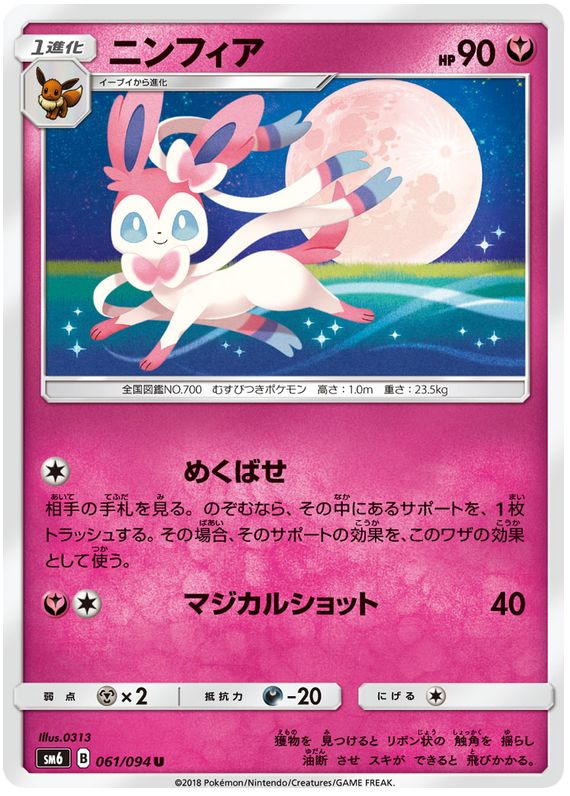 1進化
ニンフィア
HP 90
イーブイから進化
全国図鑑NO.700 むすびつきポケモン 高さ：1.0m 重さ：23.5kg
めくばせ
相手の手札を見る。のぞむなら、その中にあるサポートを、1枚
トラッシュする。その場合、そのサポートの効果を、このワザの効果
として使う。
マジカルショット 40
弱点 ×2 抵抗力 -20 にげる
Illus.0313
獲物を 見つけると リボン状の 触角を 揺らし
SM6 B 061/094 U
油断 させ スキが できると 飛びかかる。
©2018 Pokémon/Nintendo/Creatures/GAME FREAK.